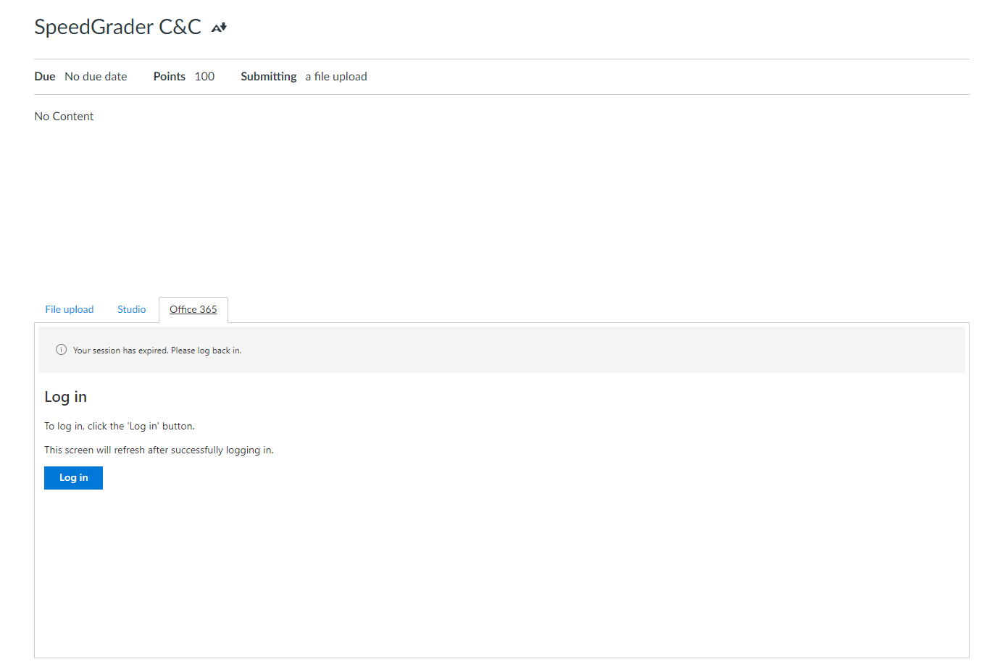 SpeedGrader C&C
Due No due date Points 100 Submitting a file upload
No Content
File upload Studio Office 365
Your session has expired. Please log back in.
Log in
To log in, click the 'Log in' button.
This screen will refresh after successfully logging in.
Log in